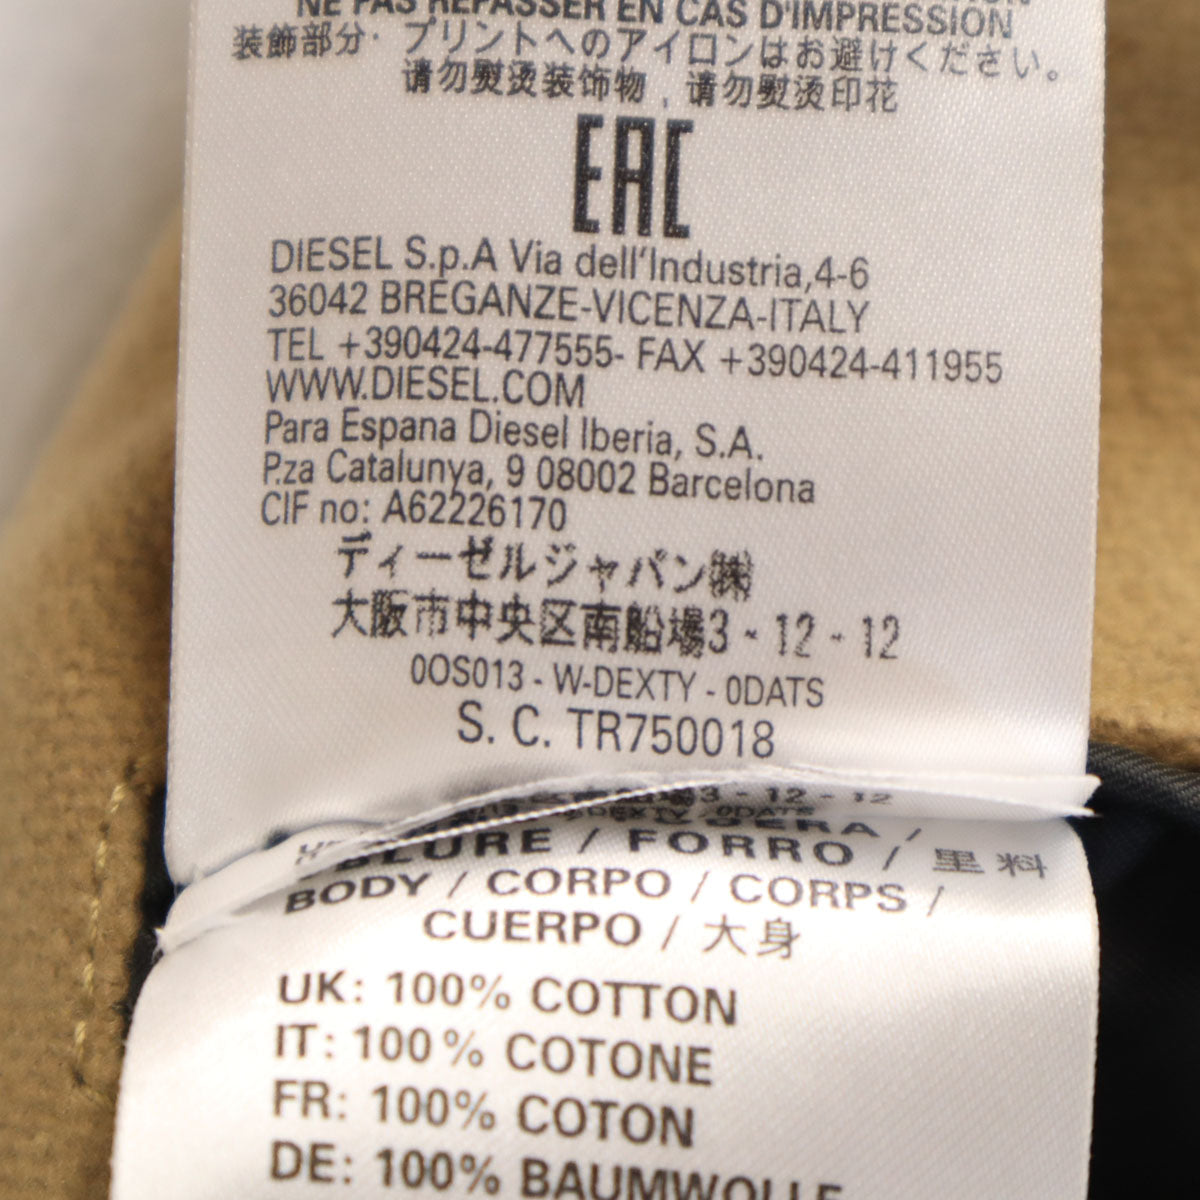 NE PAS REPASSER EN CAS D'IMPRESSION
装飾部分・プリントへのアイロンはお避けください。
请勿熨烫装饰物，请勿熨烫印花
EAC
DIESEL S.p.A Via dell'Industria,4-6
36042 BREGANZE-VICENZA-ITALY
TEL +390424-477555- FAX +390424-411955
WWW.DIESEL.COM
Para Espana Diesel Iberia, S.A.
P.za Catalunya, 9 08002 Barcelona
CIF no: A62226170
ディーゼルジャパン㈱
大阪市中央区南船場3 - 12 - 12
0OS013 - W-DEXTY - 0DATS
S. C. TR750018
3 - 12 - 12
DEXTY - 0DATS
FORRO / 里料
BODY / CORPO / CORPS /
CUERPO / 大身
UK: 100% COTTON
IT: 100% COTONE
FR: 100% COTON
DE: 100% BAUMWOLLE